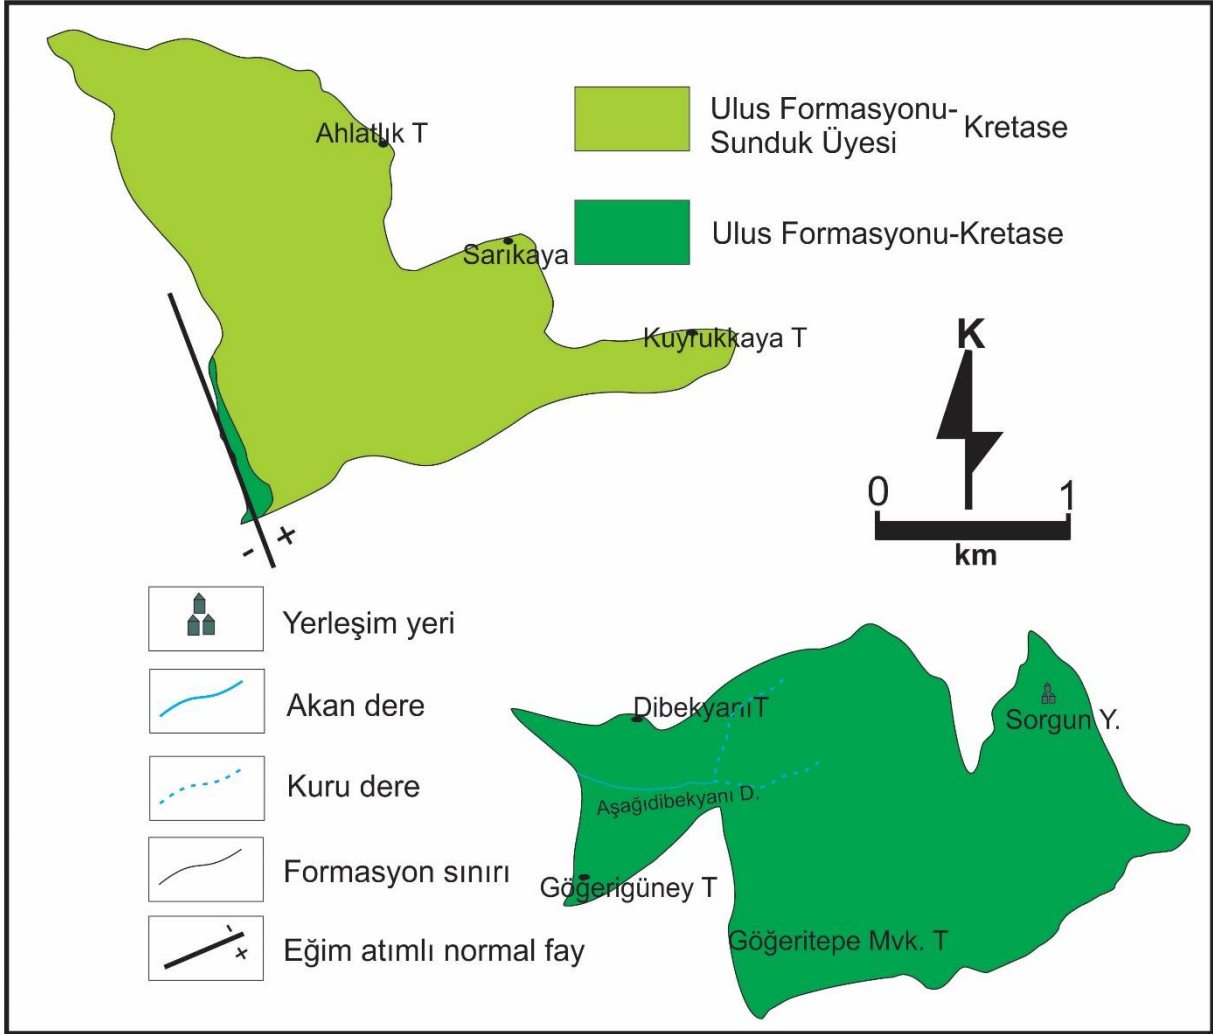 Ahlatlık T
Ulus Formasyonu-
Sunduk Üyesi
Kretase
Sarıkaya
Ulus Formasyonu-Kretase
Kuyrukkaya T
K
0
1
km
- +
Yerleşim yeri
Akan dere
Kuru dere
Formasyon sınırı
- +
Eğim atımlı normal fay
DibekyanıT
Sorgun Y.
Aşağıdibekyanı D.
Göğerigüney T
Göğeritepe Mvk. T